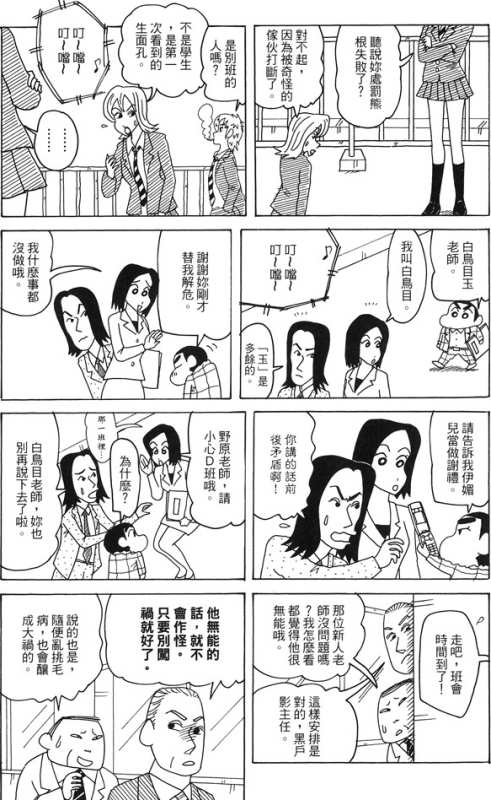 聽說妳處罰熊
根失敗了？
對不起，
因為被奇怪的
傢伙打斷了。
是別班的
人嗎？
不是學生
，是第一
次看到的
生面孔。
叮～噹～
叮～噹～
……
白鳥目玉
老師。
我叫白鳥目。
「玉」是
多餘的。
叮～噹～
叮～噹～
謝謝妳剛才
替我解危。
我什麼事都
沒做哦。
請告訴我伊媚
兒當做謝禮。
你講的話前
後矛盾啊！
野原老師，請
小心D班哦。
為什麼？
那一班裡
白鳥目老師，妳也
別再說下去了啦。
走吧，班會
時間到了！
那位新人老
師沒問題嗎
？我怎麼看
都覺得他很
無能哦。
這樣安排是
對的，黑戶
影主任。
他無能的
話，就不
會作怪。
只要別闖
禍就好了。
說的也是，
隨便亂挑毛
病，也會釀
成大禍的。